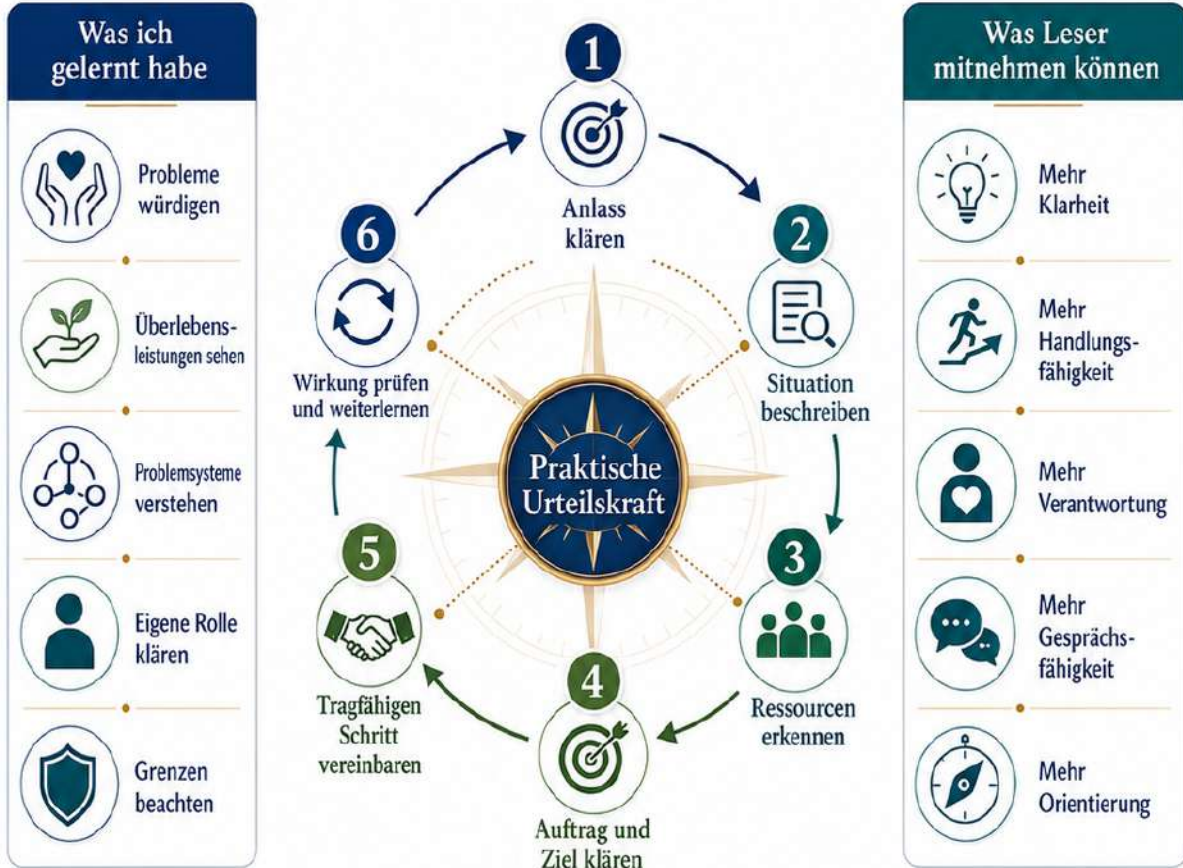 Was ich
gelernt habe
Probleme
würdigen
Überlebens-
leistungen sehen
Problemsysteme
verstehen
Eigene Rolle
klären
Grenzen
beachten
1
Anlass
klären
2
Situation
beschreiben
3
Ressourcen
erkennen
4
Auftrag und
Ziel klären
5
Tragfähigen
Schritt
vereinbaren
6
Wirkung prüfen
und weiterlernen
Praktische
Urteilskraft
Was Leser
mitnehmen können
Mehr
Klarheit
Mehr
Handlungs-
fähigkeit
Mehr
Verantwortung
Mehr
Gesprächs-
fähigkeit
Mehr
Orientierung